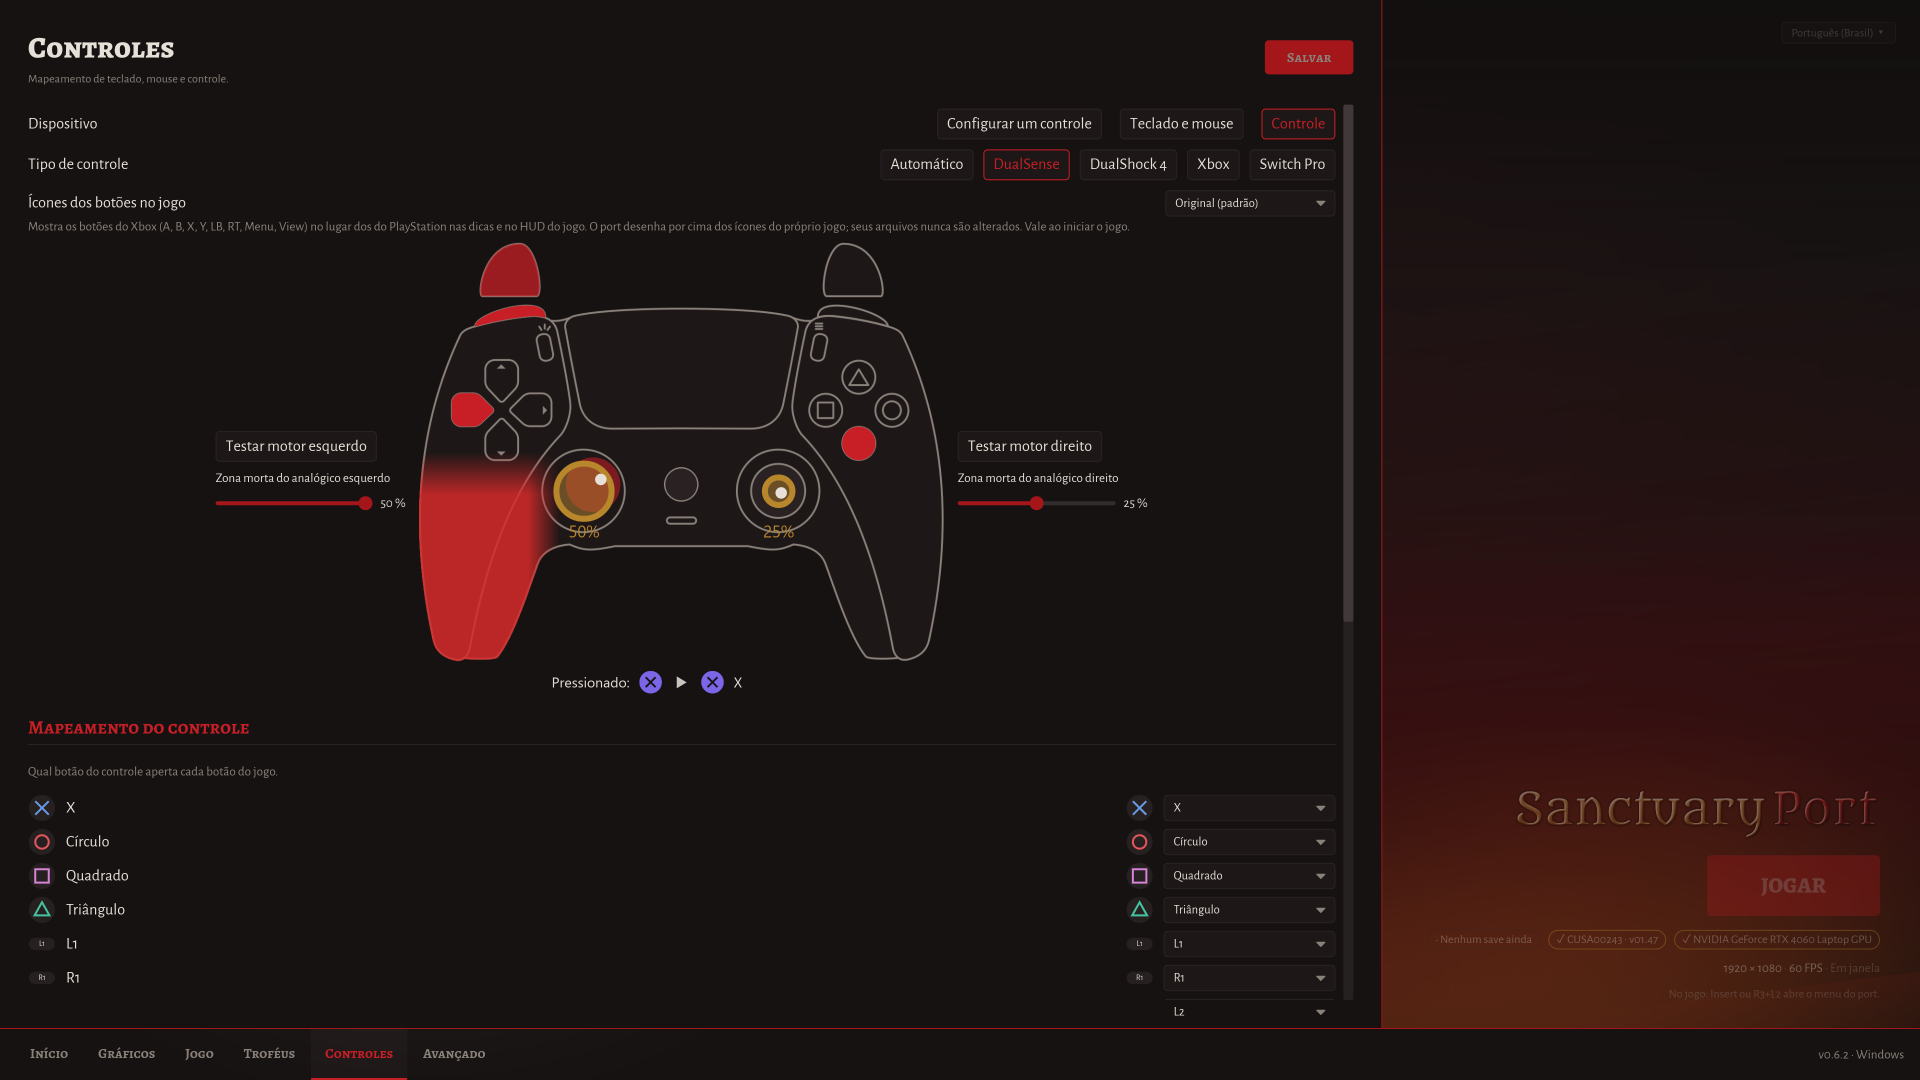 Controles
Salvar
Português (Brasil)
Mapeamento de teclado, mouse e controle.
Dispositivo
Configurar um controle
Teclado e mouse
Controle
Tipo de controle
Automático
DualSense
DualShock 4
Xbox
Switch Pro
Ícones dos botões no jogo
Original (padrão)
Mostra os botões do Xbox (A, B, X, Y, LB, RT, Menu, View) no lugar dos do PlayStation nas dicas e no HUD do jogo. O port desenha por cima dos ícones do próprio jogo; seus arquivos nunca são alterados. Vale ao iniciar o jogo.
Testar motor esquerdo
Zona morta do analógico esquerdo
50 %
50%
25%
Testar motor direito
Zona morta do analógico direito
25 %
Pressionado:
X
Mapeamento do controle
Qual botão do controle aperta cada botão do jogo.
X
X
Círculo
Círculo
Quadrado
Quadrado
Triângulo
Triângulo
L1 L1
L1 L1
R1 R1
R1 R1
L2
Sanctuary Port
JOGAR
· Nenhum save ainda
✓ CUSA00243 · v01.47
✓ NVIDIA GeForce RTX 4060 Laptop GPU
1920 × 1080 · 60 FPS · Em janela
No jogo: Insert ou R3+L2 abre o menu do port.
Início
Gráficos
Jogo
Troféus
Controles
Avançado
v0.6.2 · Windows